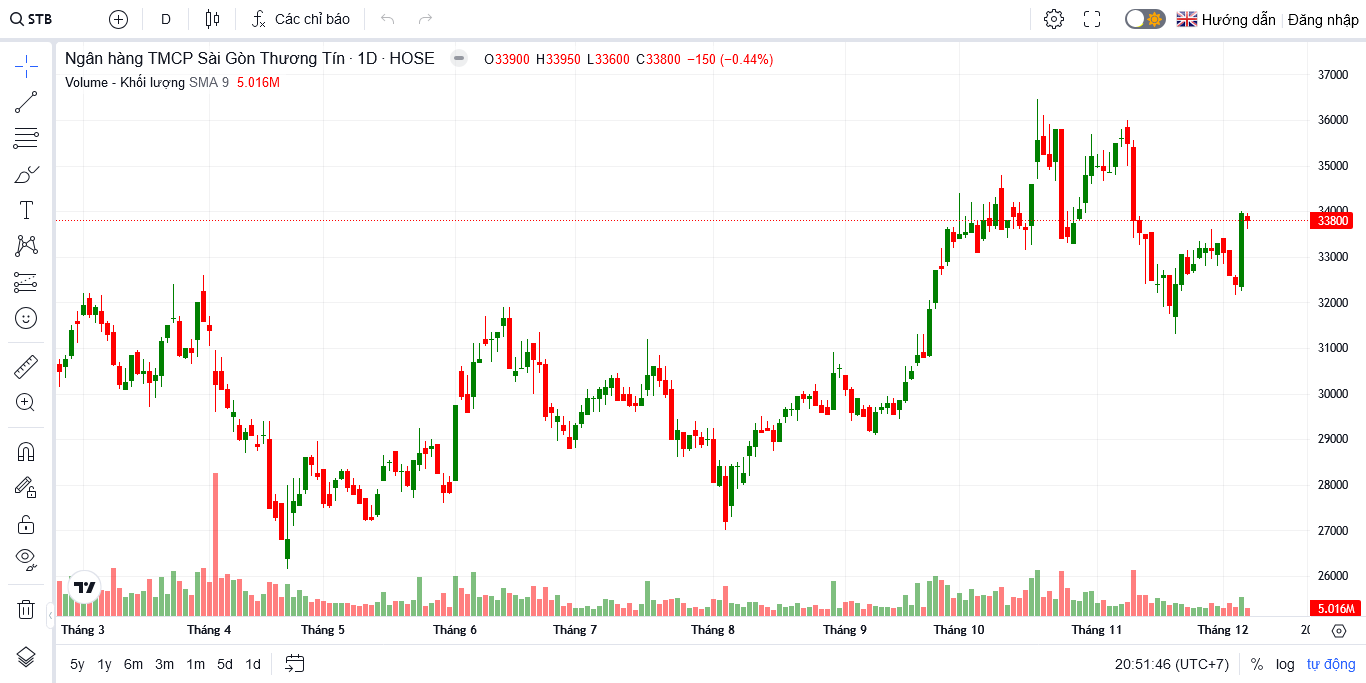 STB D Các chỉ báo Hướng dẫn Đăng nhập
Ngân hàng TMCP Sài Gòn Thương Tín · 1D · HOSE O33900 H33950 L33600 C33800 −150 (−0.44%)
Volume - Khối lượng SMA 9 5.016M
37000
36000
35000
34000
33800
33000
32000
31000
30000
29000
28000
27000
26000
5.016M
Tháng 3 Tháng 4 Tháng 5 Tháng 6 Tháng 7 Tháng 8 Tháng 9 Tháng 10 Tháng 11 Tháng 12
5y 1y 6m 3m 1m 5d 1d 20:51:46 (UTC+7) % log tự động